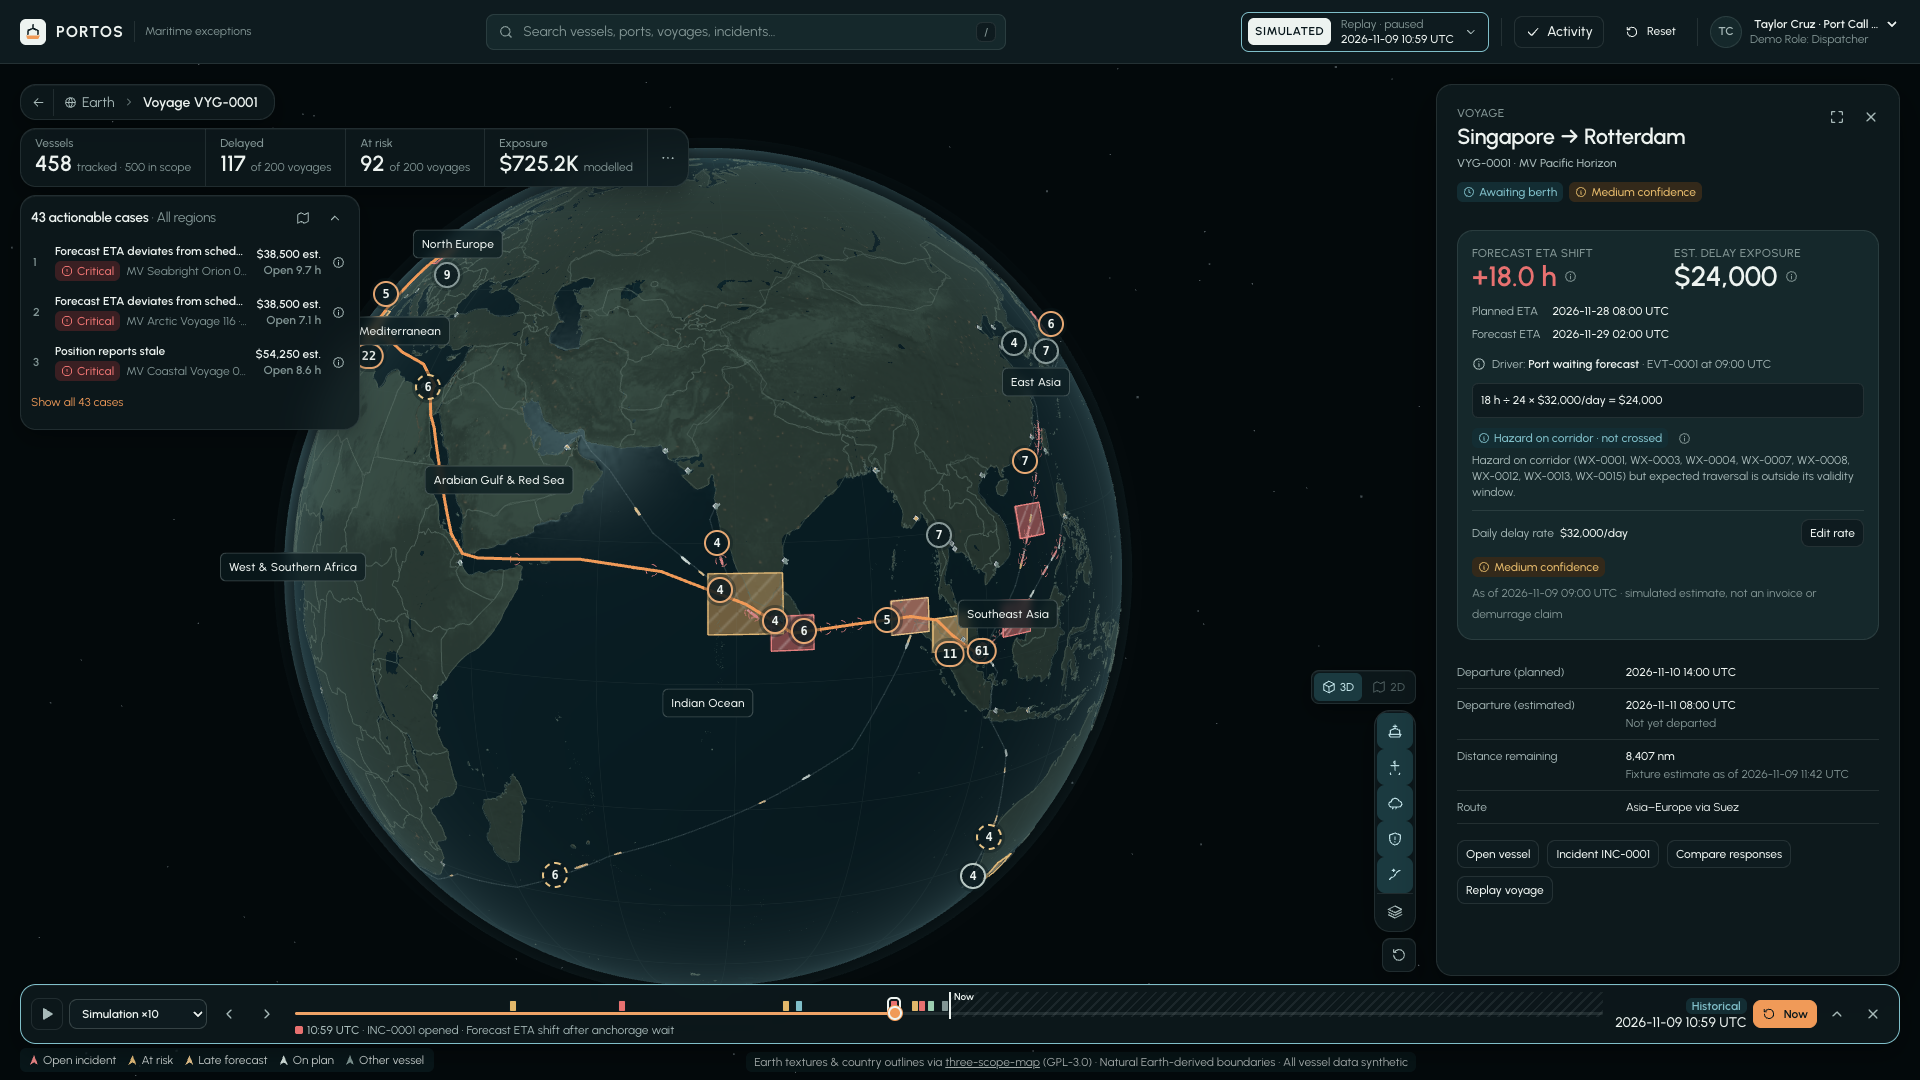 PORTOS
Maritime exceptions
Search vessels, ports, voyages, incidents...
/
SIMULATED
Replay · paused
2026-11-09 10:59 UTC
Activity
Reset
TC
Taylor Cruz · Port Call ...
Demo Role: Dispatcher
Earth
Voyage VYG-0001
Vessels
458 tracked · 500 in scope
Delayed
117 of 200 voyages
At risk
92 of 200 voyages
Exposure
$725.2K modelled
43 actionable cases · All regions
1
Forecast ETA deviates from sched...
$38,500 est.
Critical
MV Seabright Orion 0...
Open 9.7 h
2
Forecast ETA deviates from sched...
$38,500 est.
Critical
MV Arctic Voyage 116 ·...
Open 7.1 h
3
Position reports stale
$54,250 est.
Critical
MV Coastal Voyage 0...
Open 8.6 h
Show all 43 cases
North Europe
9
5
Mediterranean
22
6
6
4
7
East Asia
7
Arabian Gulf & Red Sea
7
4
West & Southern Africa
4
4
6
5
Southeast Asia
11
61
Indian Ocean
4
6
4
3D
2D
VOYAGE
Singapore → Rotterdam
VYG-0001 · MV Pacific Horizon
Awaiting berth
Medium confidence
FORECAST ETA SHIFT
+18.0 h
EST. DELAY EXPOSURE
$24,000
Planned ETA 2026-11-28 08:00 UTC
Forecast ETA 2026-11-29 02:00 UTC
Driver: Port waiting forecast · EVT-0001 at 09:00 UTC
18 h ÷ 24 × $32,000/day = $24,000
Hazard on corridor · not crossed
Hazard on corridor (WX-0001, WX-0003, WX-0004, WX-0007, WX-0008,
WX-0012, WX-0013, WX-0015) but expected traversal is outside its validity
window.
Daily delay rate $32,000/day
Edit rate
Medium confidence
As of 2026-11-09 09:00 UTC · simulated estimate, not an invoice or
demurrage claim
Departure (planned) 2026-11-10 14:00 UTC
Departure (estimated) 2026-11-11 08:00 UTC
Not yet departed
Distance remaining 8,407 nm
Fixture estimate as of 2026-11-09 11:42 UTC
Route Asia–Europe via Suez
Open vessel
Incident INC-0001
Compare responses
Replay voyage
Simulation ×10
Now
10:59 UTC · INC-0001 opened · Forecast ETA shift after anchorage wait
Historical
2026-11-09 10:59 UTC
Now
Open incident
At risk
Late forecast
On plan
Other vessel
Earth textures & country outlines via three-scope-map (GPL-3.0) · Natural Earth-derived boundaries · All vessel data synthetic